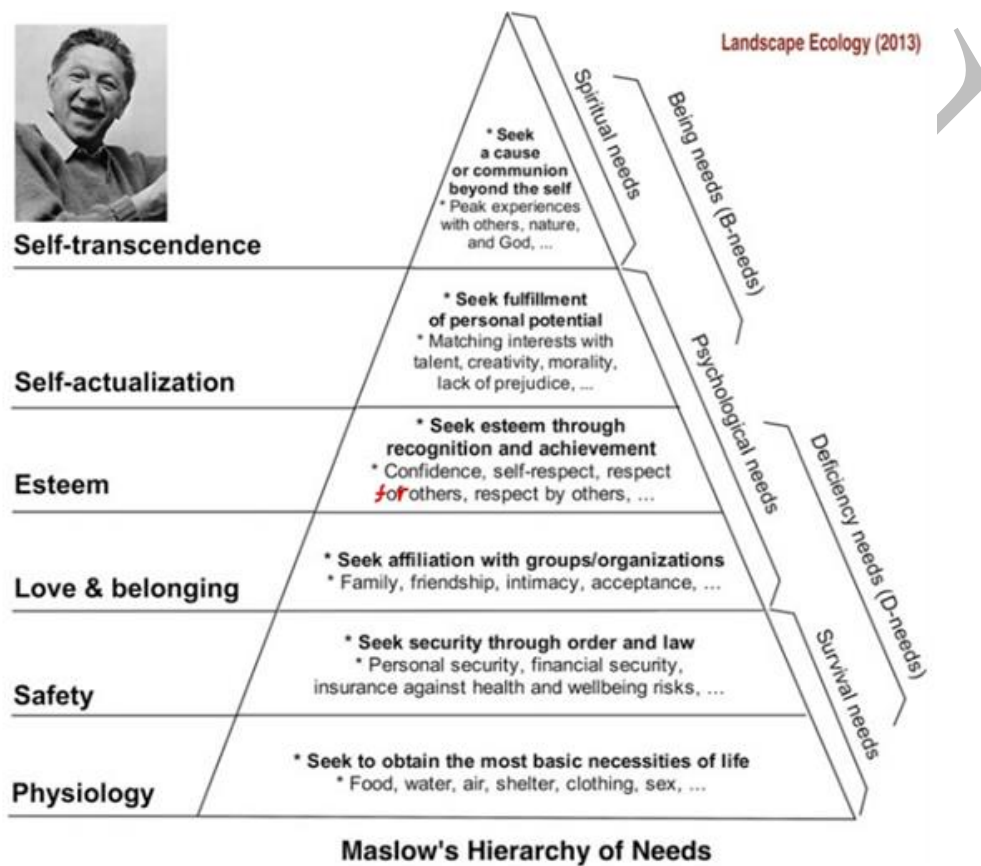 Landscape Ecology (2013)
* Seek
a cause
or communion
beyond the self
* Peak experiences
with others, nature,
and God, ...
Self-transcendence
* Seek fulfillment
of personal potential
* Matching interests with
talent, creativity, morality,
lack of prejudice, ...
Self-actualization
* Seek esteem through
recognition and achievement
* Confidence, self-respect, respect
for others, respect by others, ...
Esteem
* Seek affiliation with groups/organizations
* Family, friendship, intimacy, acceptance, ...
Love & belonging
* Seek security through order and law
* Personal security, financial security,
insurance against health and wellbeing risks, ...
Safety
* Seek to obtain the most basic necessities of life
* Food, water, air, shelter, clothing, sex, ...
Physiology
Spiritual needs
Being needs (B-needs)
Psychological needs
Deficiency needs (D-needs)
Survival needs
Maslow's Hierarchy of Needs